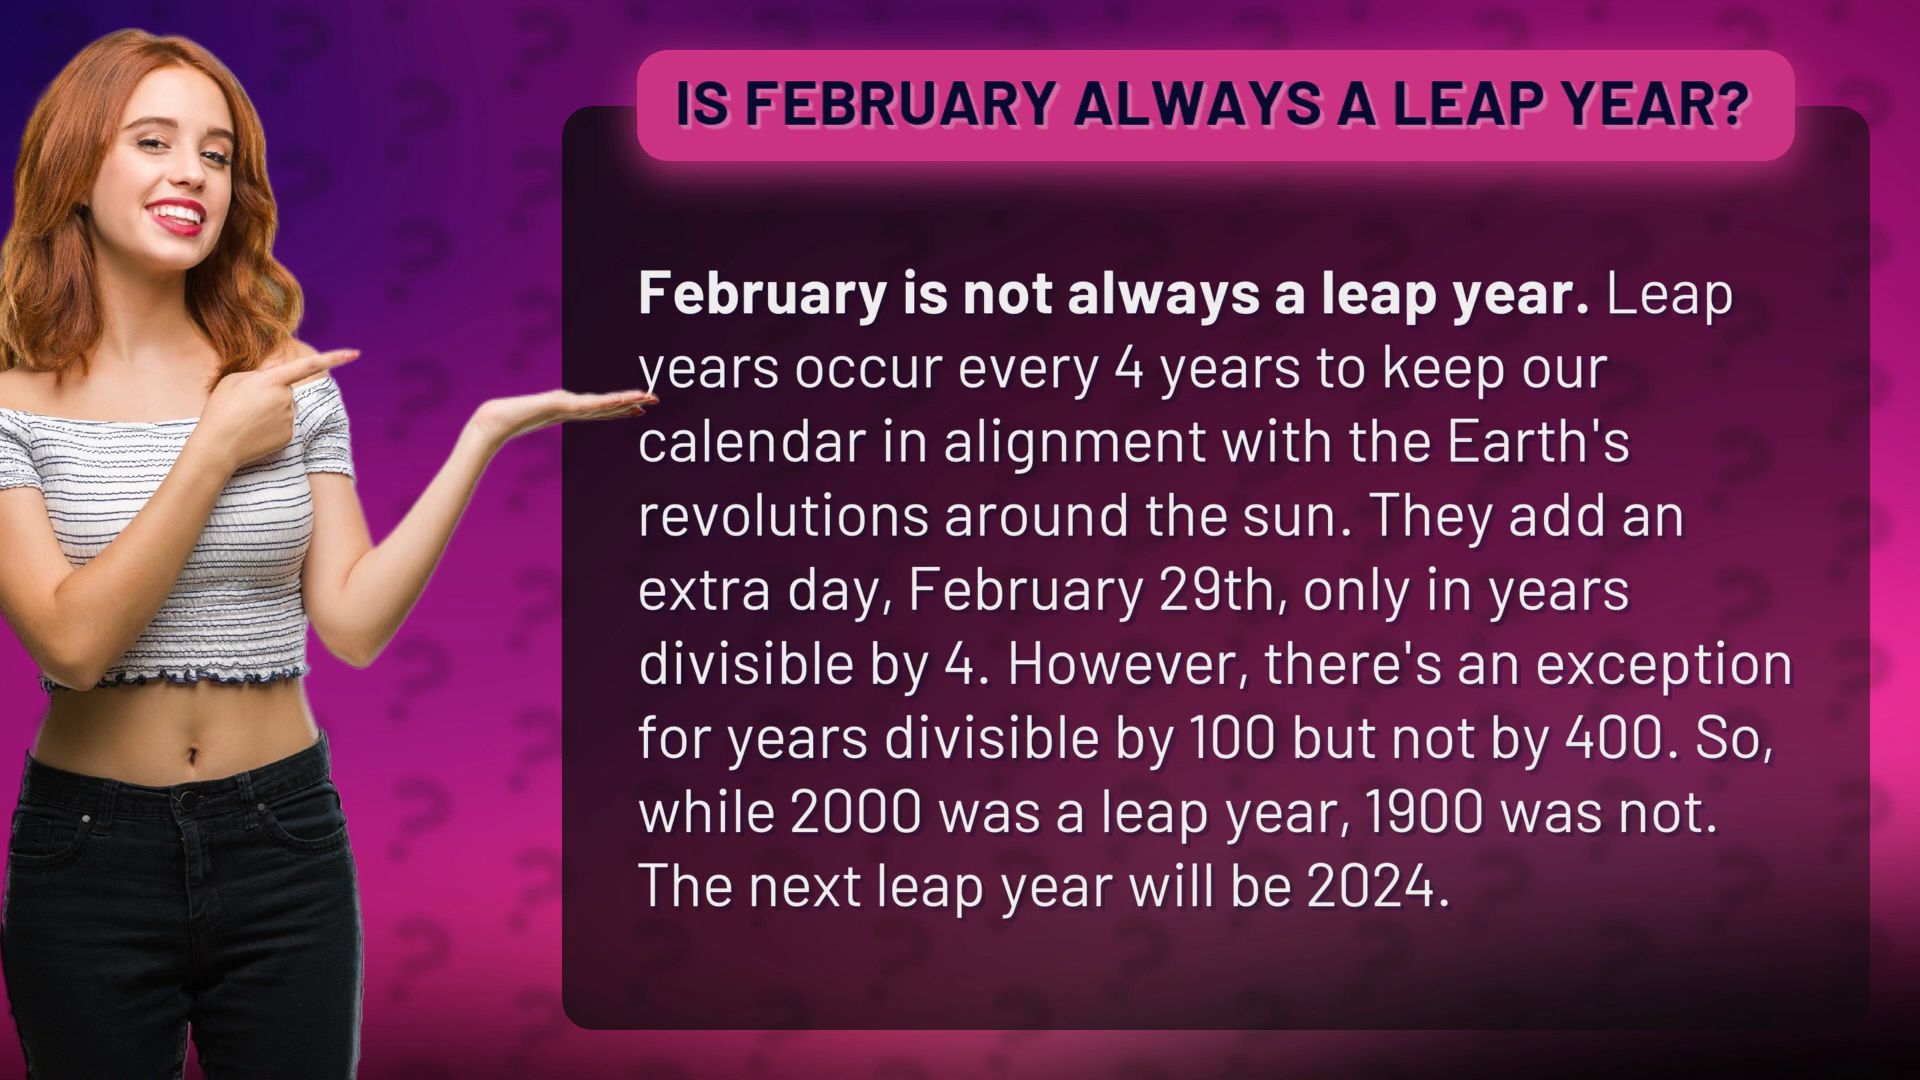 IS FEBRUARY ALWAYS A LEAP YEAR?
February is not always a leap year. Leap
years occur every 4 years to keep our
calendar in alignment with the Earth's
revolutions around the sun. They add an
extra day, February 29th, only in years
divisible by 4. However, there's an exception
for years divisible by 100 but not by 400. So,
while 2000 was a leap year, 1900 was not.
The next leap year will be 2024.